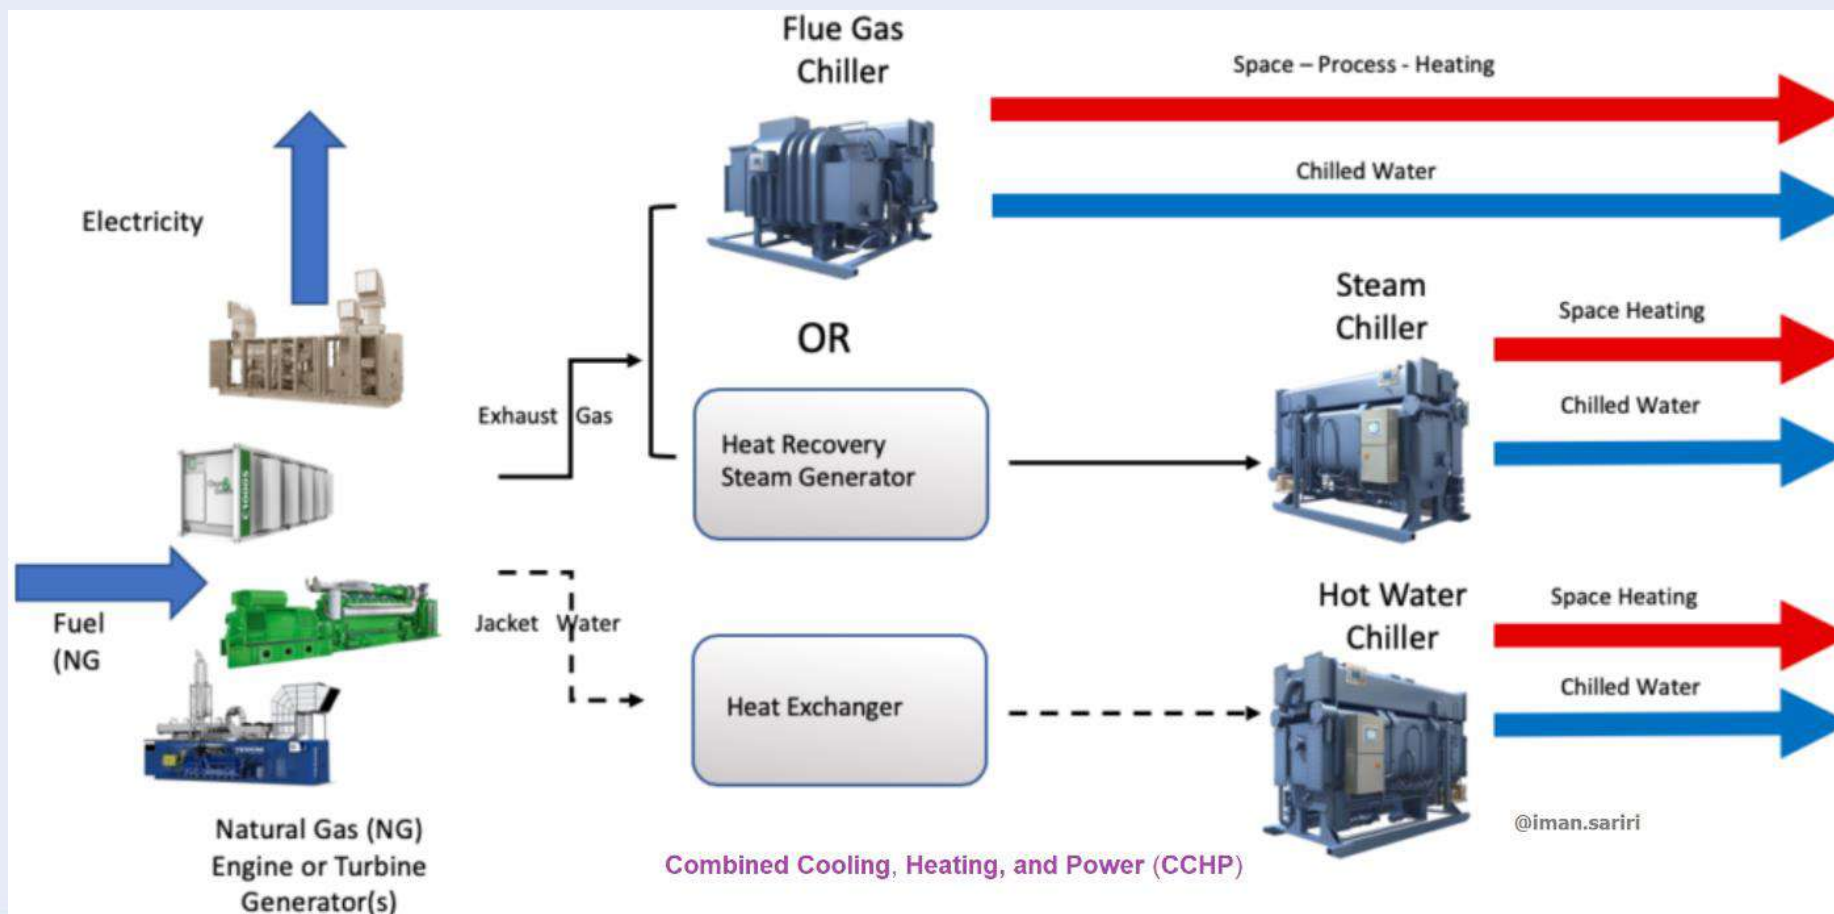 Flue Gas
Chiller
Space – Process - Heating
Chilled Water
Electricity
OR
Steam
Chiller
Space Heating
Chilled Water
Exhaust Gas
Heat Recovery
Steam Generator
Fuel
(NG
Jacket Water
Hot Water
Chiller
Space Heating
Chilled Water
Heat Exchanger
Natural Gas (NG)
Engine or Turbine
Generator(s)
@iman.sariri
Combined Cooling, Heating, and Power (CCHP)